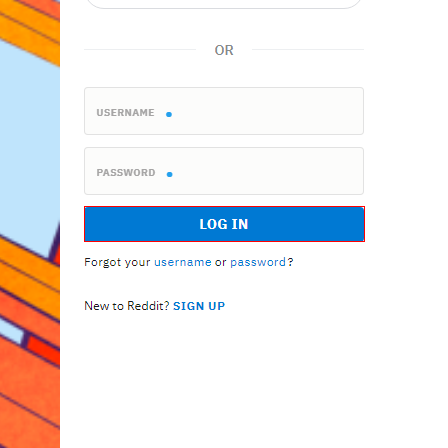 OR
USERNAME
PASSWORD
LOG IN
Forgot your username or password?
New to Reddit? SIGN UP